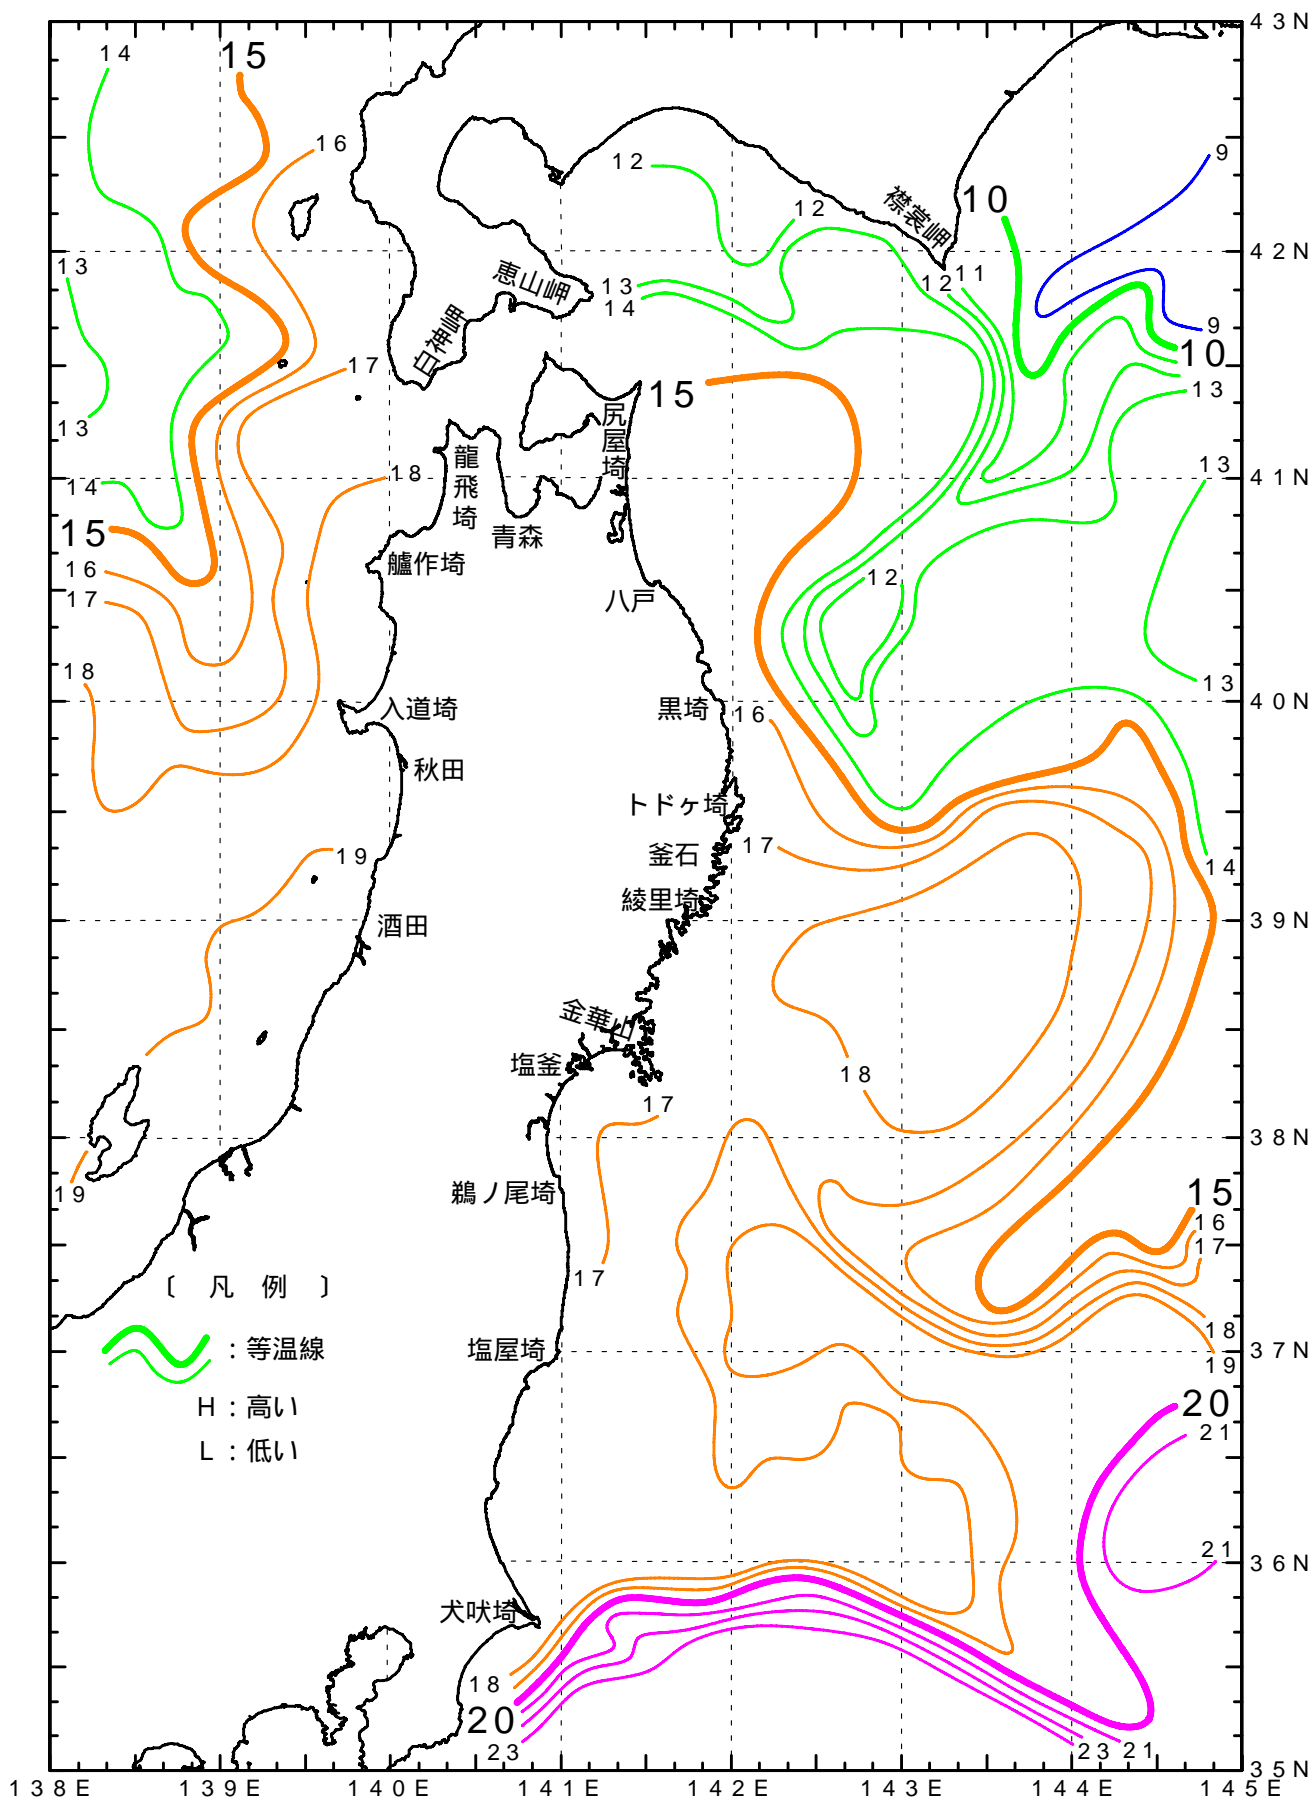 43N
14
15
16
12
9
襟裳岬
10
12
42N
13
恵山岬
13
12
11
14
白神岬
9
10
17
15
13
13
尻屋埼
龍飛埼
18
13
41N
14
15
青森
艫作埼
16
12
17
八戸
18
13
40N
入道埼
黒埼
16
秋田
トドヶ埼
17
19
釜石
14
綾里埼
39N
酒田
金華山
塩釜
18
17
38N
19
鵜ノ尾埼
15
16
17
17
〔 凡 例 〕
18
:等温線
塩屋埼
37N
19
H:高い
20
21
L:低い
21
36N
犬吠埼
18
20
23
23
21
35N
138E
139E
140E
141E
142E
143E
144E
145E